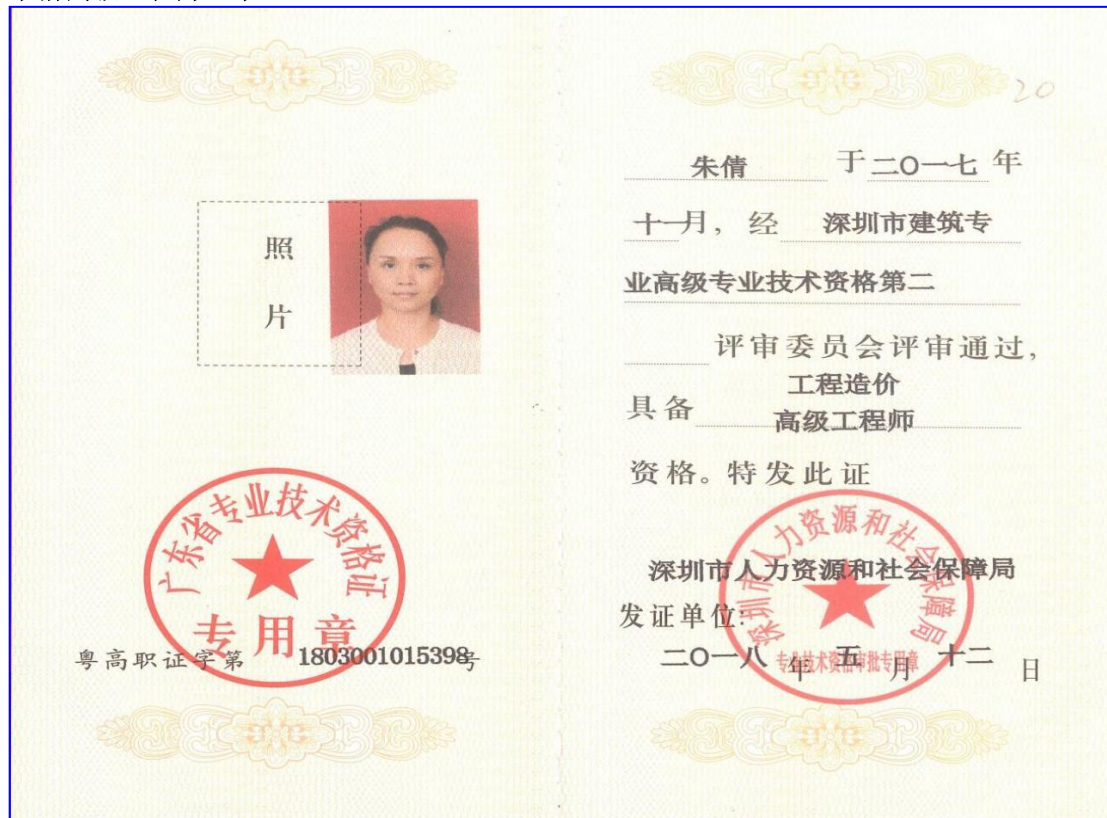 照
片
广东省专业技术资格证
专用章
粤高职证字第 1803001015398号
20
朱倩 于二O一七 年
十一月，经 深圳市建筑专
业高级专业技术资格第二
评审委员会评审通过，
工程造价
具备 高级工程师
资格。特发此证
深圳市人力资源和社会保障局
深圳市人力资源和社会保障局
发证单位:
二O一八 年 五 月 十二 日
专业技术资格审批专用章